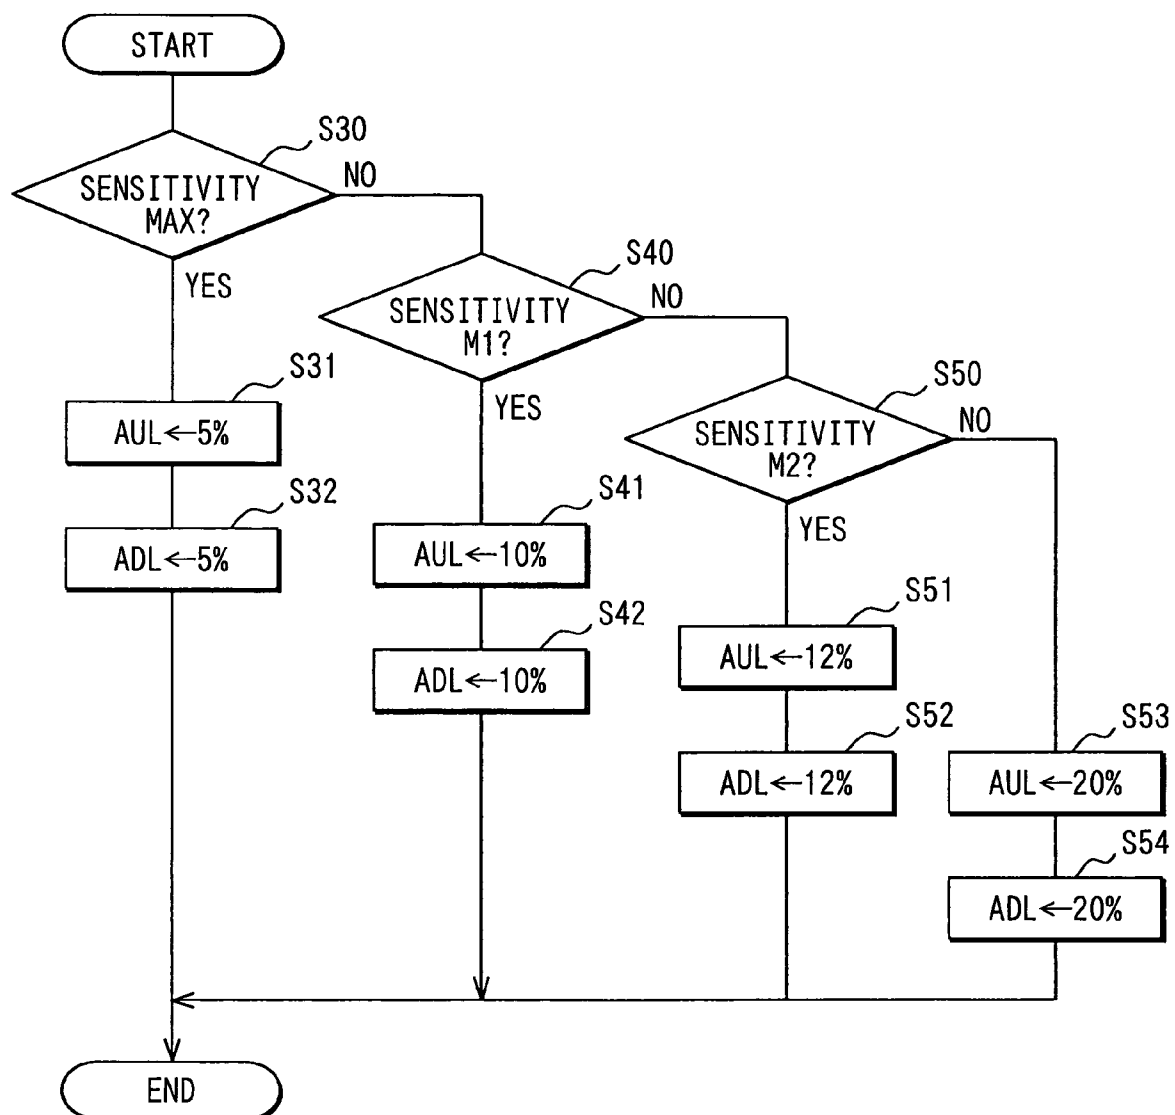 START
S30
SENSITIVITY
MAX?
NO
YES
S40
SENSITIVITY
M1?
NO
YES
S31
AUL←5%
S32
ADL←5%
S50
SENSITIVITY
M2?
NO
YES
S41
AUL←10%
S42
ADL←10%
S51
AUL←12%
S52
ADL←12%
S53
AUL←20%
S54
ADL←20%
END